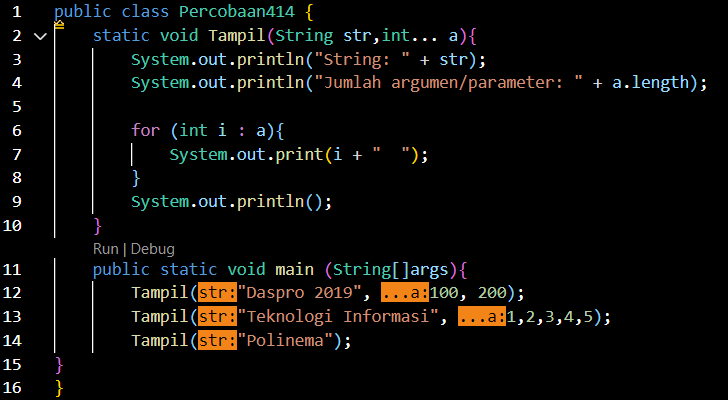 1 public class Percobaan414 {
2 static void Tampil(String str,int... a){
3 System.out.println("String: " + str);
4 System.out.println("Jumlah argumen/parameter: " + a.length);
5
6 for (int i : a){
7 System.out.print(i + "  ");
8 }
9 System.out.println();
10 }
Run | Debug
11 public static void main (String[]args){
12 Tampil(str:"Daspro 2019", ...a:100, 200);
13 Tampil(str:"Teknologi Informasi", ...a:1,2,3,4,5);
14 Tampil(str:"Polinema");
15 }
16 }